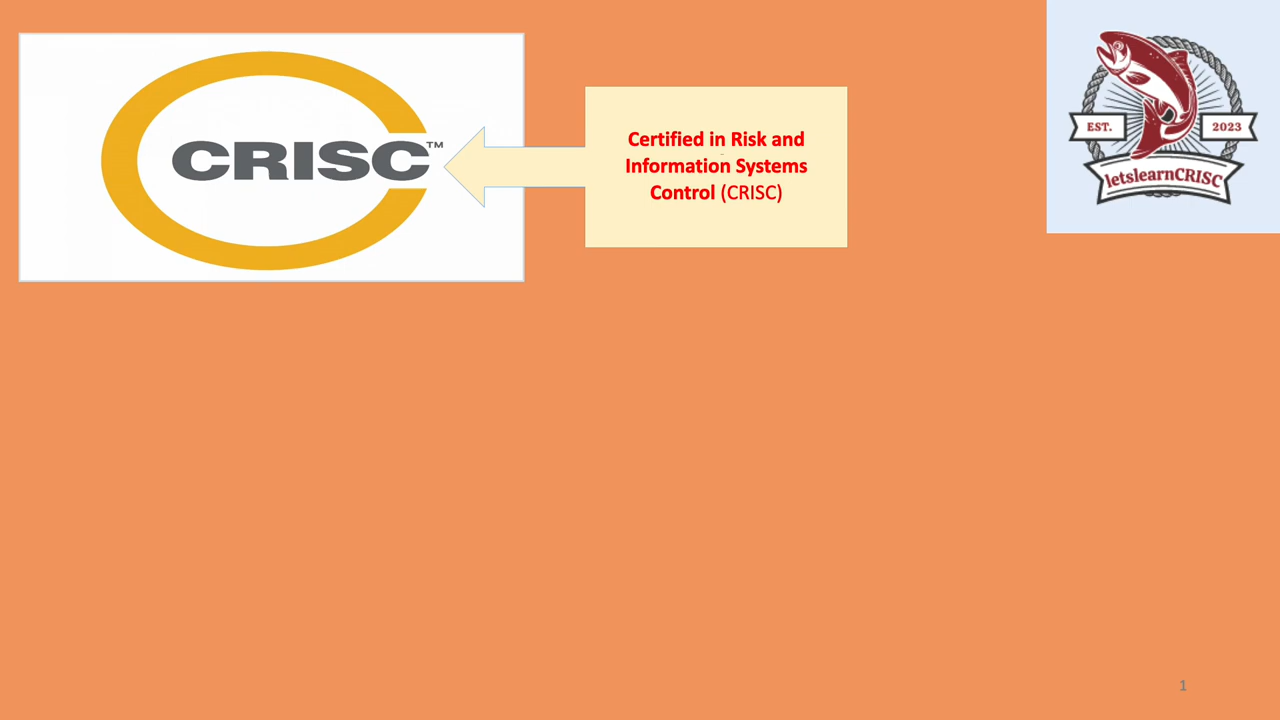 CRISC™
Certified in Risk and
Information Systems
Control (CRISC)
EST.
2023
letslearnCRISC
1